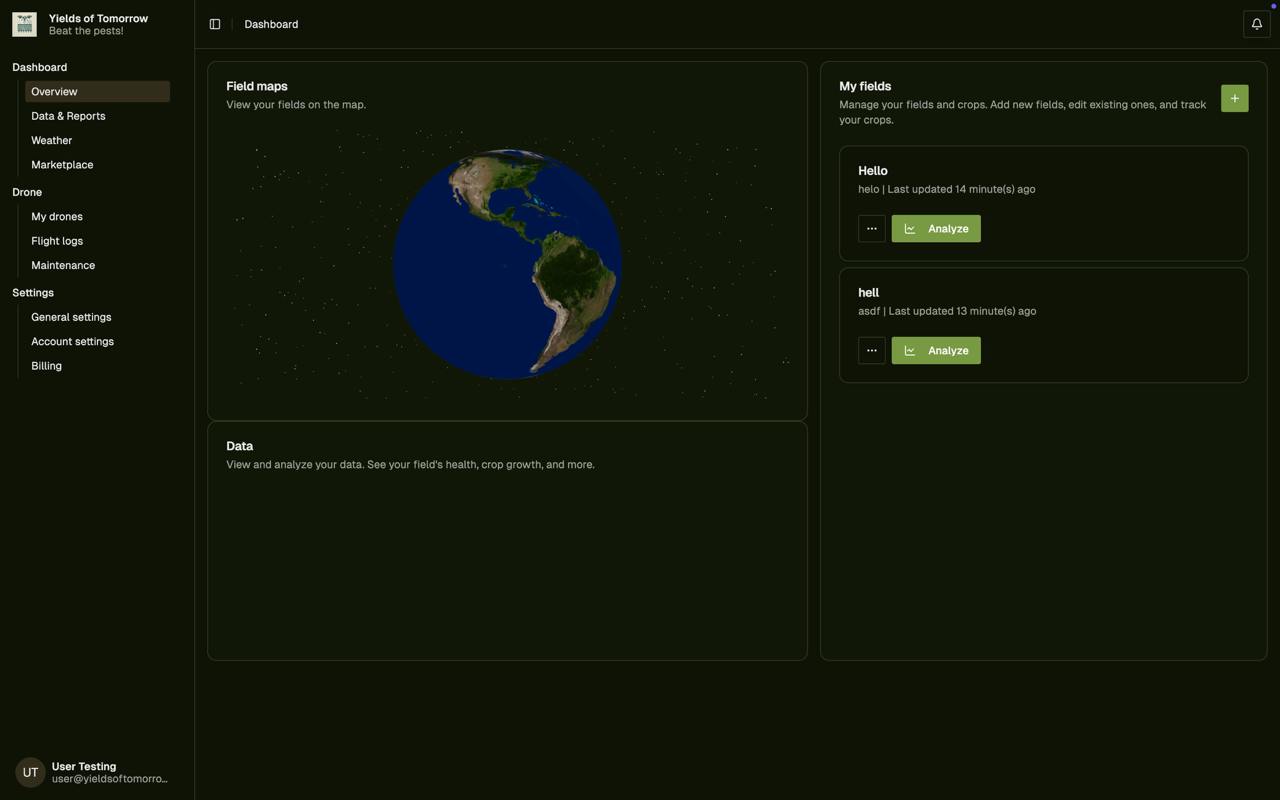 Yields of Tomorrow
Beat the pests!
Dashboard
Overview
Data & Reports
Weather
Marketplace
Drone
My drones
Flight logs
Maintenance
Settings
General settings
Account settings
Billing
UT
User Testing
user@yieldsoftomorro...
Dashboard
Field maps
View your fields on the map.
Data
View and analyze your data. See your field's health, crop growth, and more.
My fields
Manage your fields and crops. Add new fields, edit existing ones, and track
your crops.
Hello
helo | Last updated 14 minute(s) ago
Analyze
hell
asdf | Last updated 13 minute(s) ago
Analyze